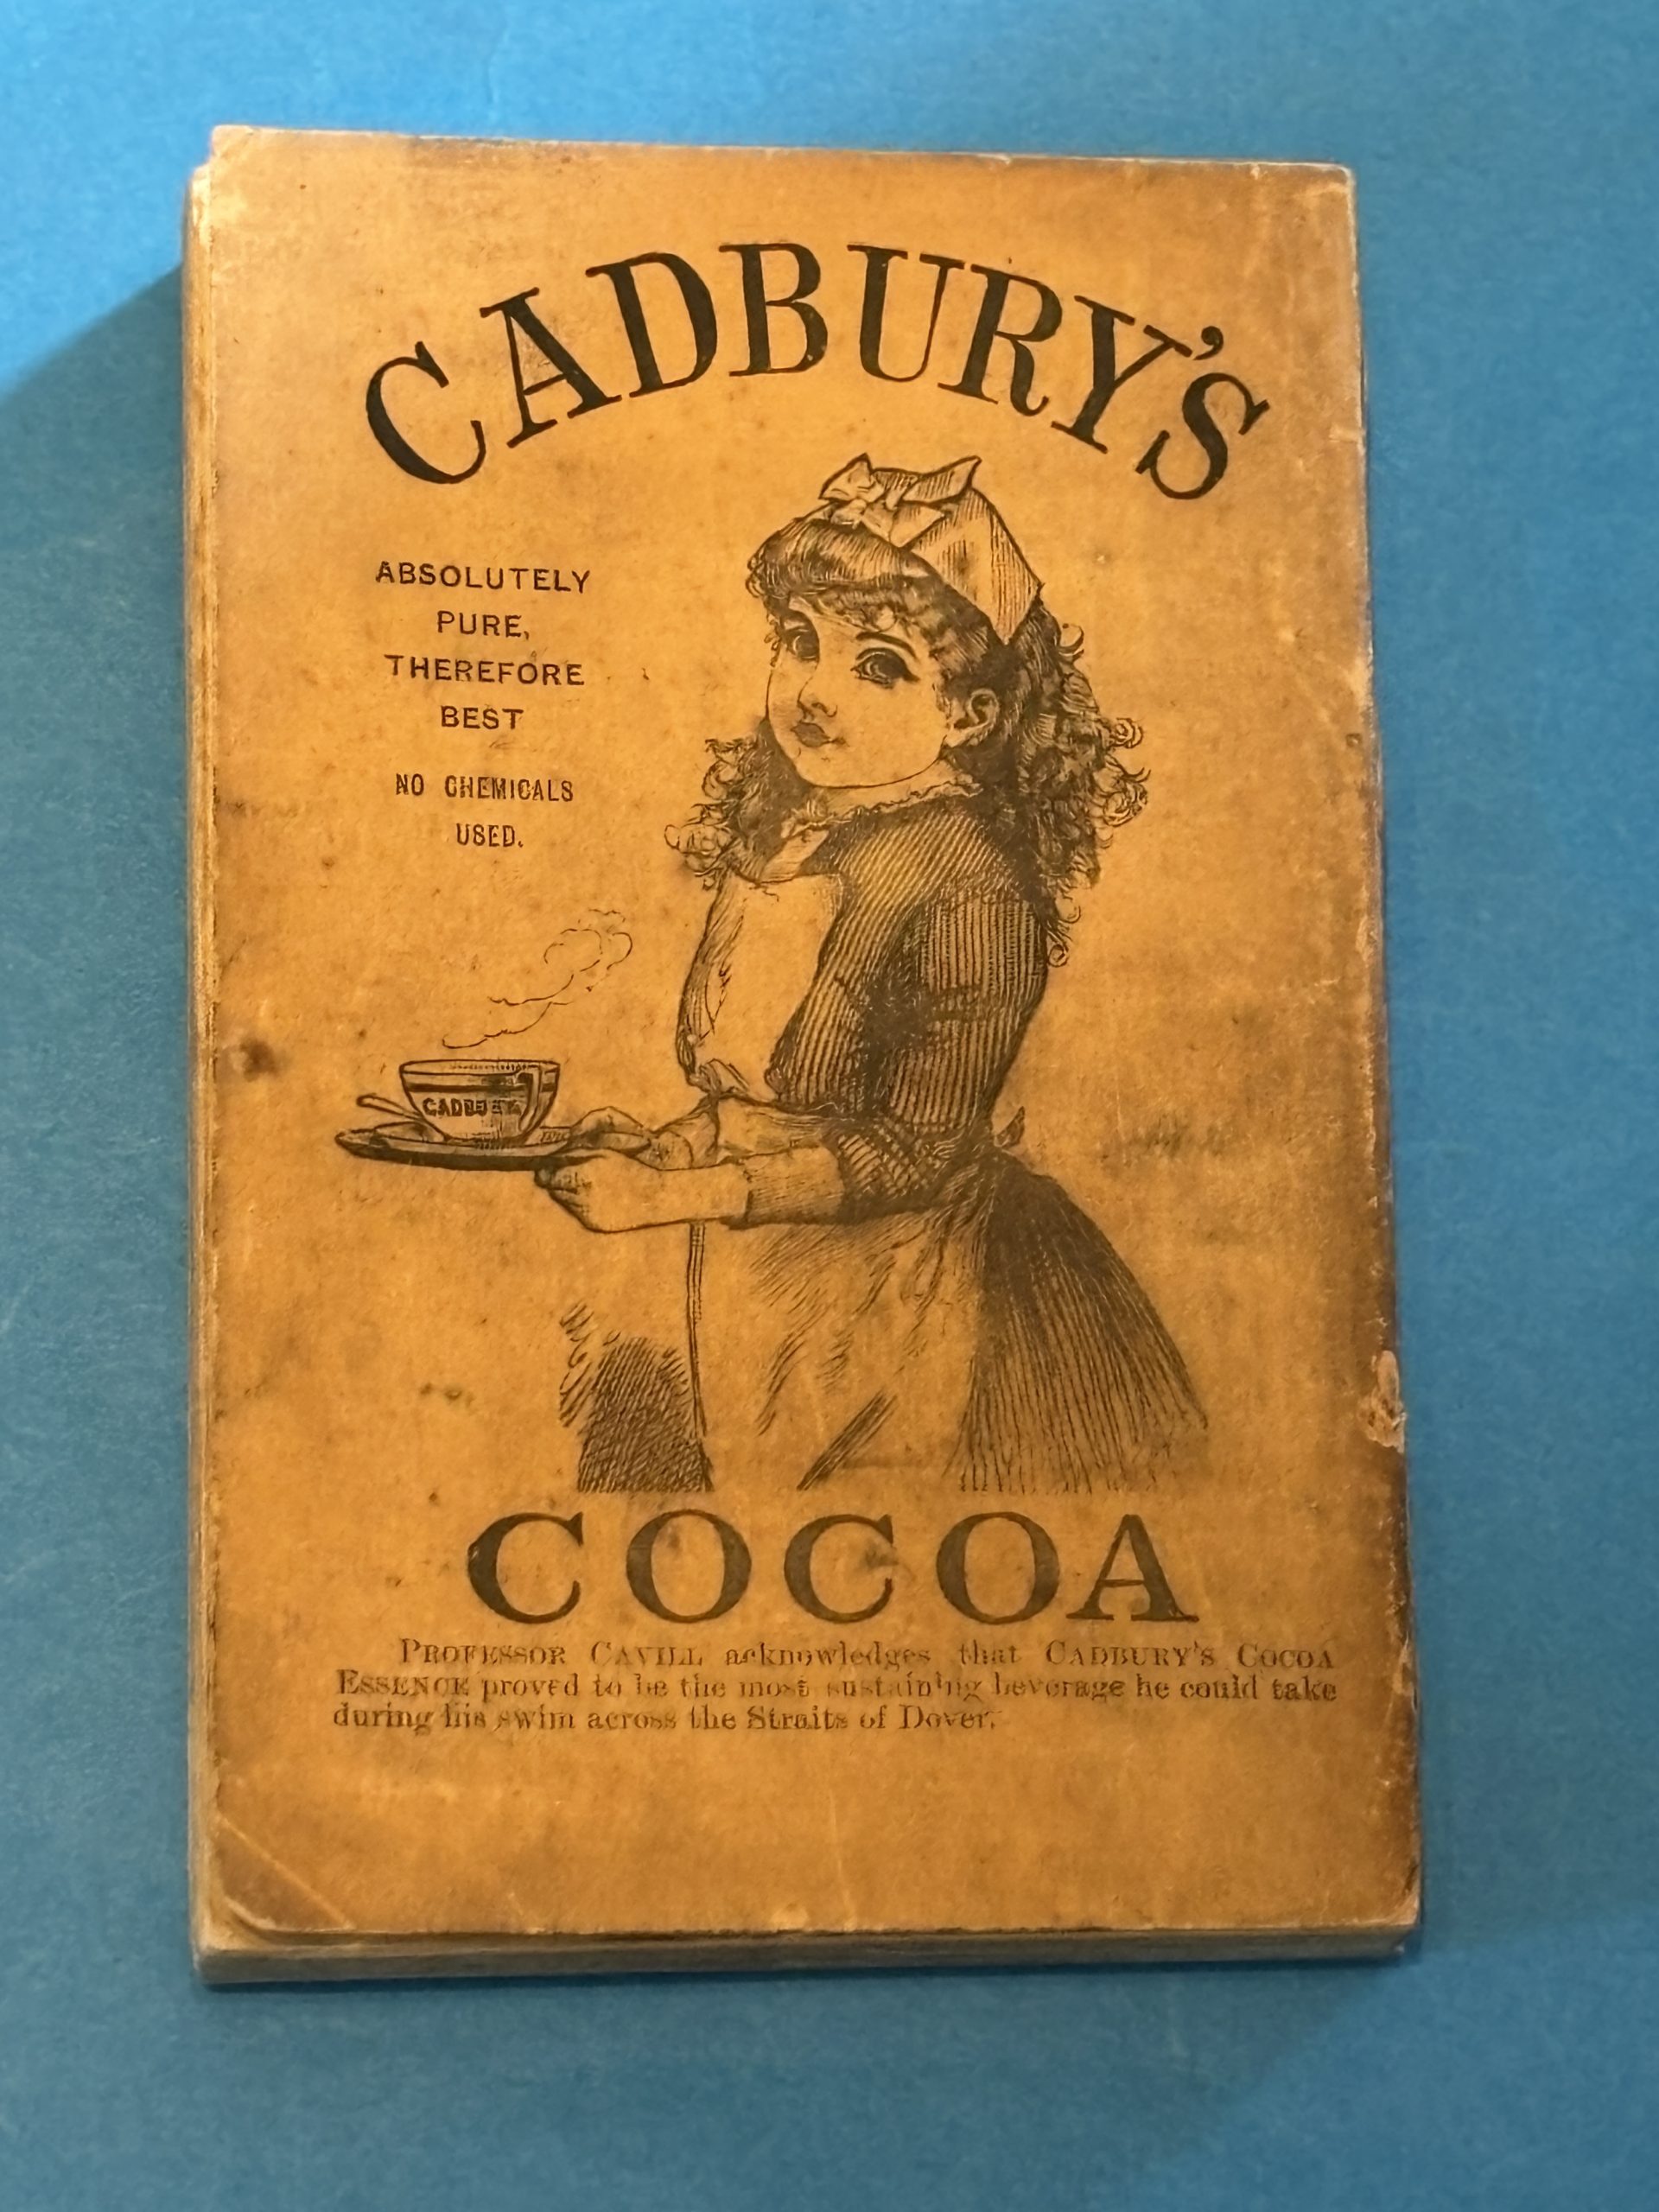 CADBURY'S
ABSOLUTELY
PURE,
THEREFORE
BEST
NO CHEMICALS
USED.
CADBURY
COCOA
PROFESSOR CAVILL acknowledges that CADBURY'S COCOA
ESSENCE proved to be the most sustaining beverage he could take
during his swim across the Straits of Dover.